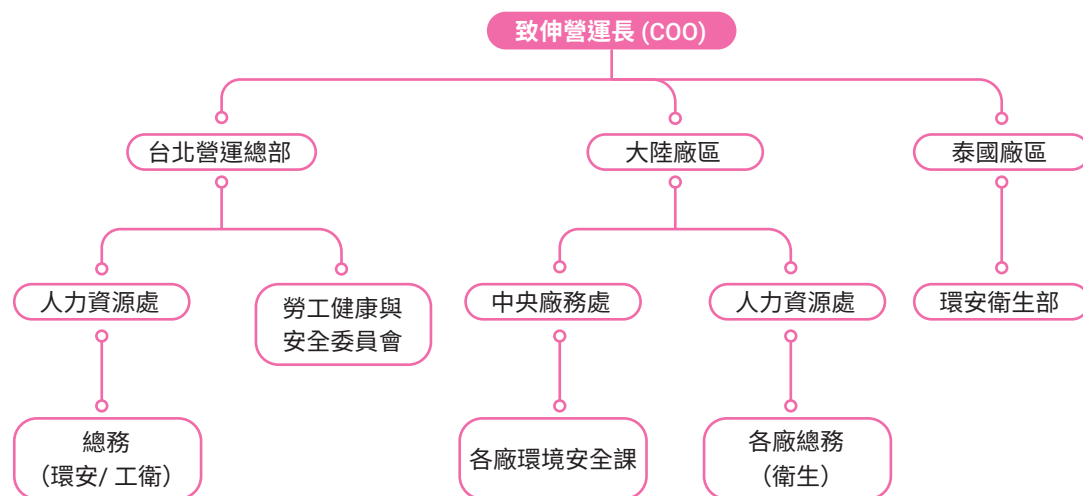 致伸營運長 (COO)
台北營運總部
大陸廠區
泰國廠區
人力資源處
勞工健康與
安全委員會
中央廠務處
人力資源處
環安衛生部
總務
（環安/ 工衛）
各廠環境安全課
各廠總務
（衛生）